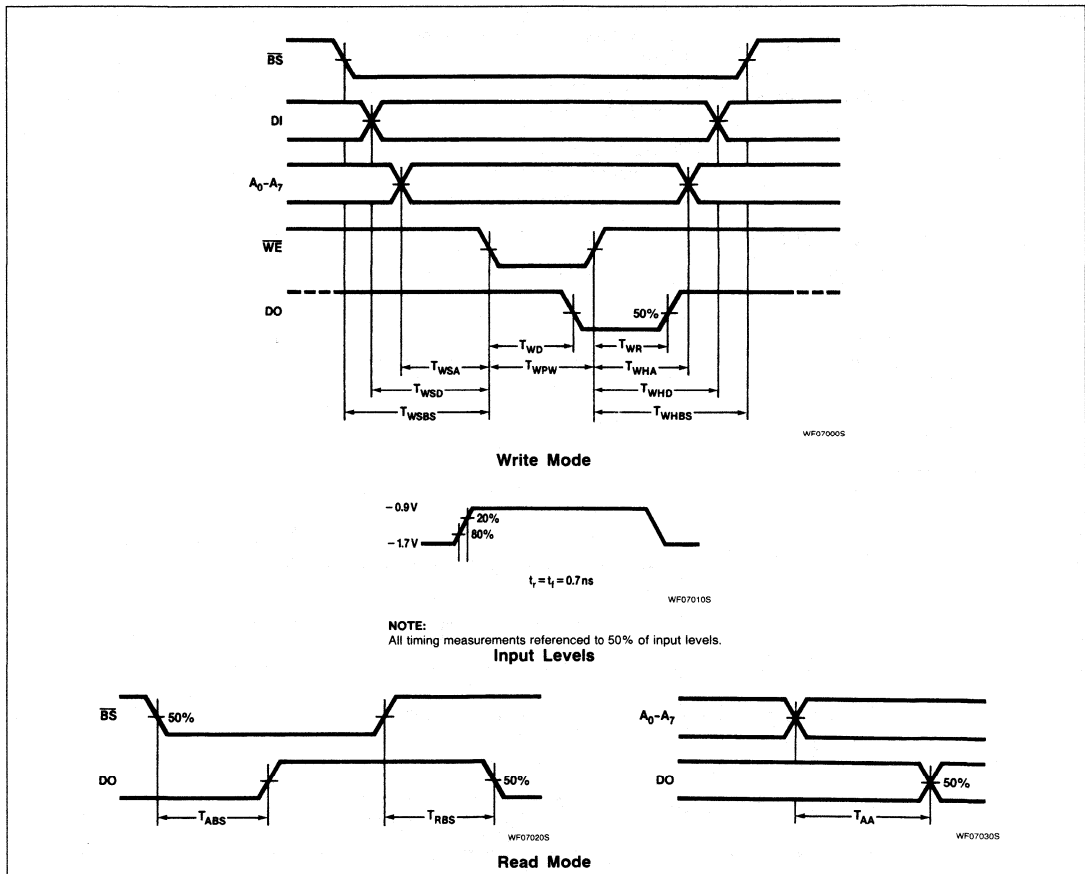 BS
DI
A0-A7
WE
DO
50%
TWD
TWR
TWSA
TWPW
TWHA
TWSD
TWHD
TWSBS
TWHBS
WF07000S
Write Mode
-0.9V
20%
80%
-1.7V
tr = tf = 0.7ns
WF07010S
NOTE:
All timing measurements referenced to 50% of input levels.
Input Levels
BS
50%
DO
50%
TABS
TRBS
WF07020S
A0-A7
DO
50%
TAA
WF07030S
Read Mode